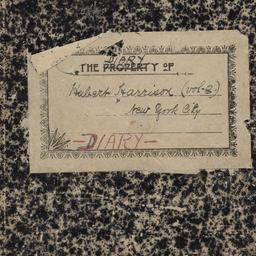 DIARY
THE PROPERTY OF
Hubert Harrison (vol-2)
New York City
-DIARY-